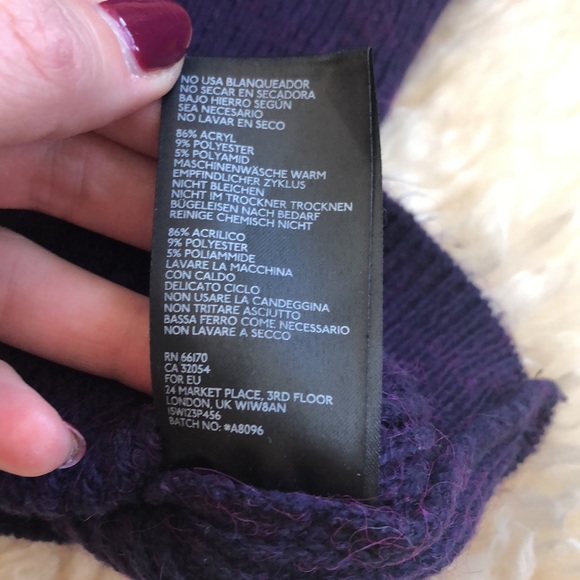 NO USA BLANQUEADOR
NO SECAR EN SECADORA
BAJO HIERRO SEGÚN
SEA NECESARIO
NO LAVAR EN SECO
86% ACRYL
9% POLYESTER
5% POLYAMID
MASCHINENWÄSCHE WARM
EMPFINDLICHER ZYKLUS
NICHT BLEICHEN
NICHT IM TROCKNER TROCKNEN
BÜGELEISEN NACH BEDARF
REINIGE CHEMISCH NICHT
86% ACRILICO
9% POLYESTER
5% POLIAMMIDE
LAVARE LA MACCHINA
CON CALDO
DELICATO CICLO
NON USARE LA CANDEGGINA
NON TRITARE ASCIUTTO
BASSA FERRO COME NECESSARIO
NON LAVARE A SECCO
RN 66170
CA 32054
FOR EU
24 MARKET PLACE, 3RD FLOOR
LONDON, UK W1W8AN
15W123P456
BATCH NO: #A8096